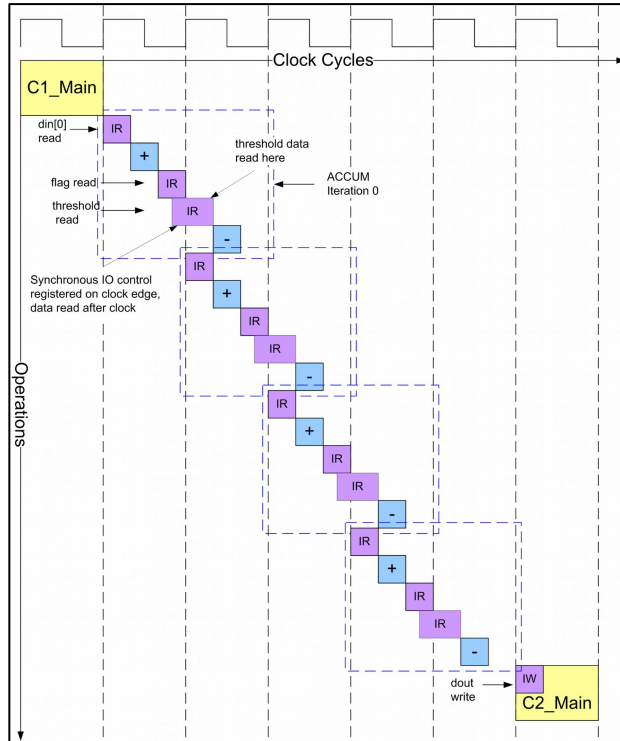 Clock Cycles
C1_Main
din[0]
read
IR
+
threshold data
read here
flag read
IR
ACCUM
Iteration 0
threshold
read
IR
-
IR
Synchronous IO control
registered on clock edge,
data read after clock
+
IR
IR
-
Operations
IR
+
IR
IR
-
IR
+
IR
IR
-
dout
write
IW
C2_Main